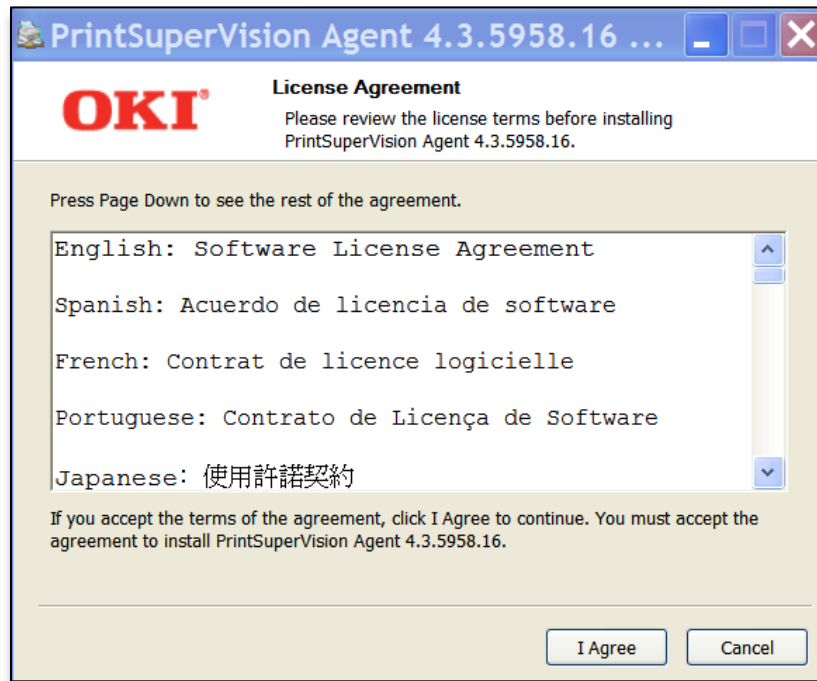 PrintSuperVision Agent 4.3.5958.16 ...
OKI®
License Agreement
Please review the license terms before installing
PrintSuperVision Agent 4.3.5958.16.
Press Page Down to see the rest of the agreement.
English: Software License Agreement
Spanish: Acuerdo de licencia de software
French: Contrat de licence logicielle
Portuguese: Contrato de Licença de Software
Japanese: 使用許諾契約
If you accept the terms of the agreement, click I Agree to continue. You must accept the
agreement to install PrintSuperVision Agent 4.3.5958.16.
I Agree
Cancel